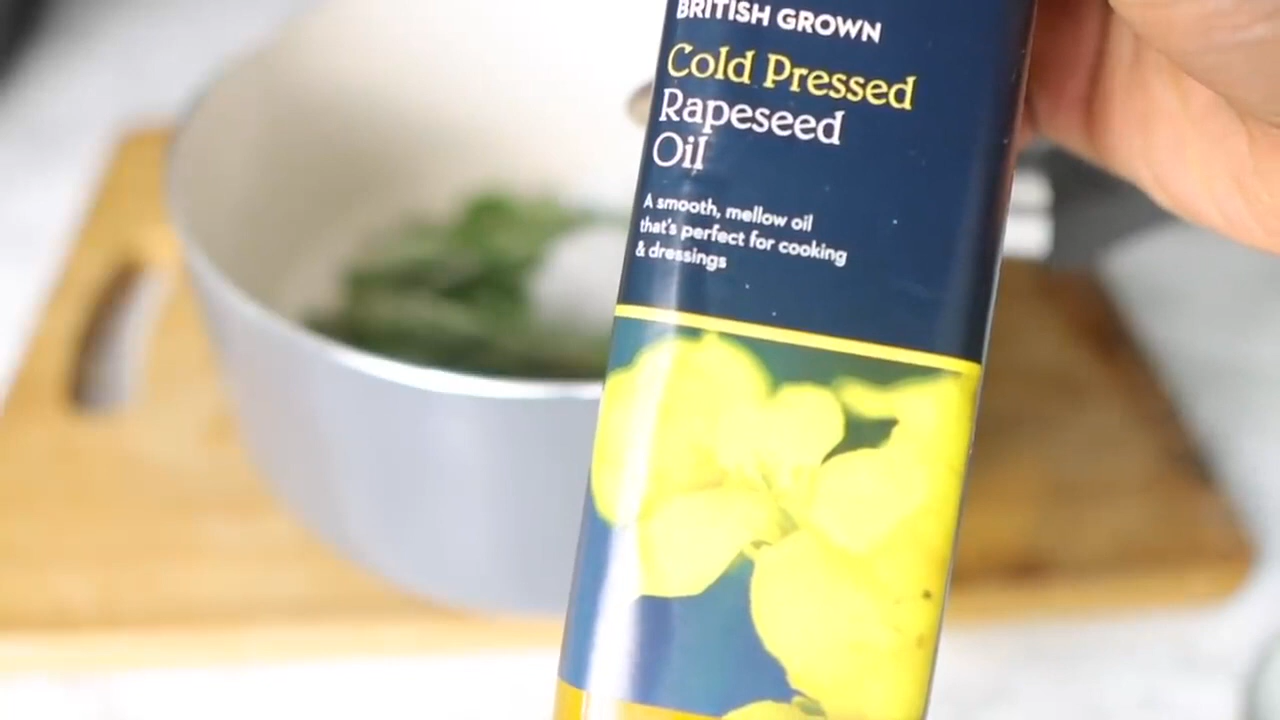 BRITISH GROWN
Cold Pressed
Rapeseed
Oil
A smooth, mellow oil
that's perfect for cooking
& dressings